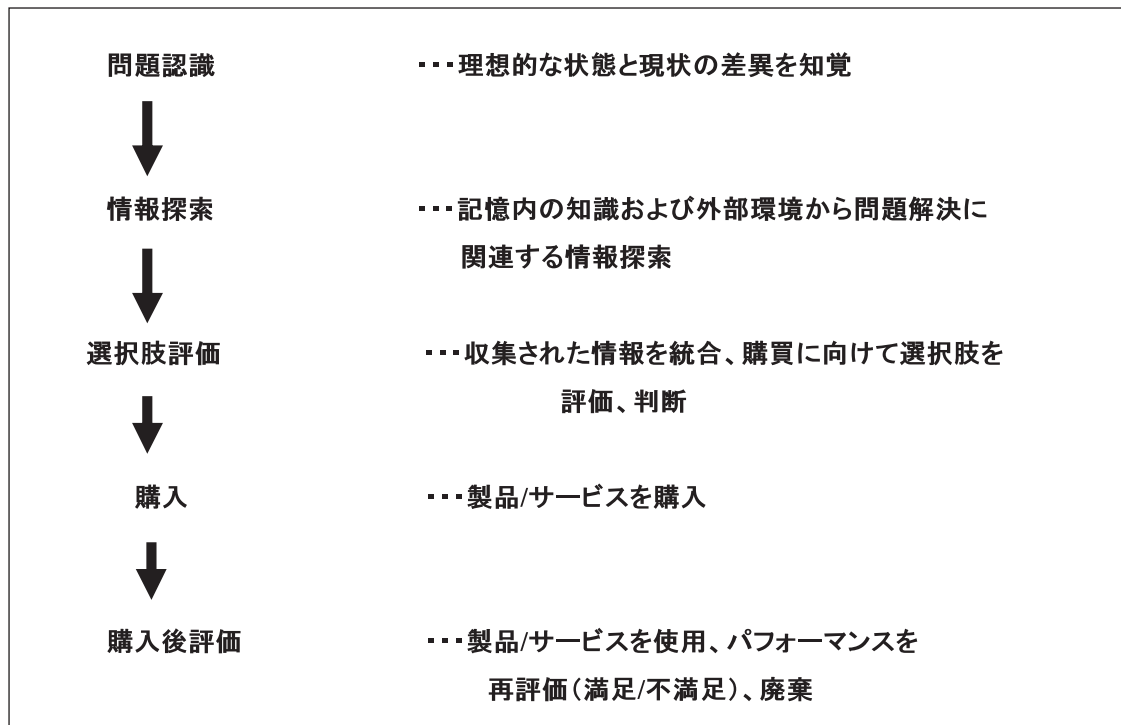 問題認識 ･･･理想的な状態と現状の差異を知覚
情報探索 ･･･記憶内の知識および外部環境から問題解決に
関連する情報探索
選択肢評価 ･･･収集された情報を統合、購買に向けて選択肢を
評価、判断
購入 ･･･製品/サービスを購入
購入後評価 ･･･製品/サービスを使用、パフォーマンスを
再評価(満足/不満足)、廃棄